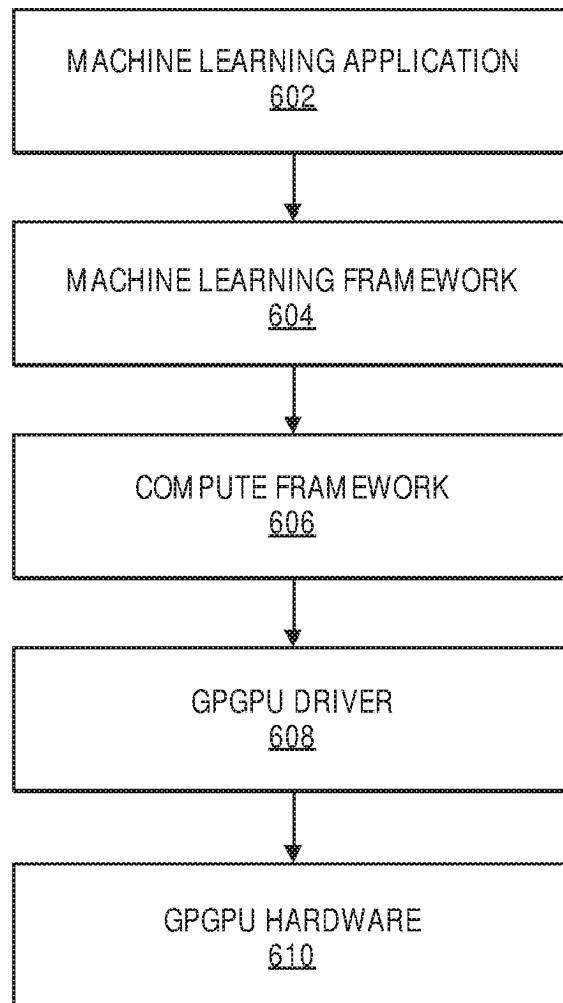 MACHINE LEARNING APPLICATION
602
MACHINE LEARNING FRAMEWORK
604
COMPUTE FRAMEWORK
606
GPGPU DRIVER
608
GPGPU HARDWARE
610